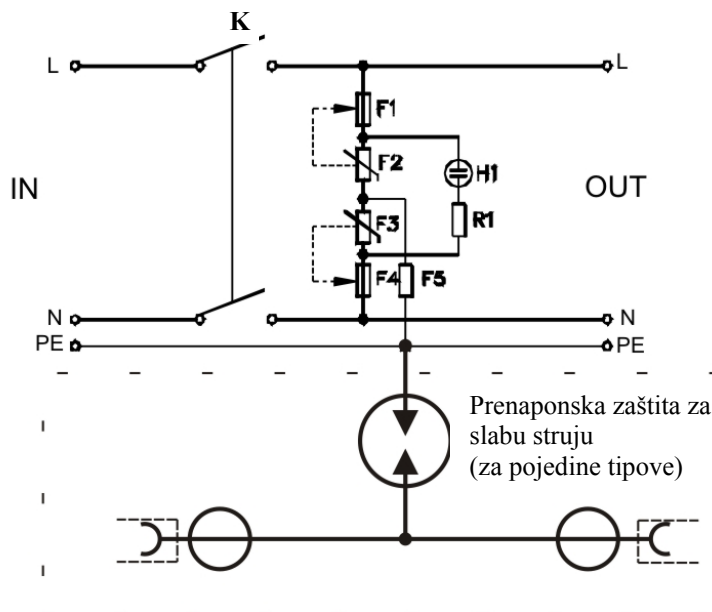 K
L
L
F1
F2
H1
IN
OUT
F3
R1
F4
F5
N
N
PE
PE
Prenaponska zaštita za
slabu struju
(za pojedine tipove)